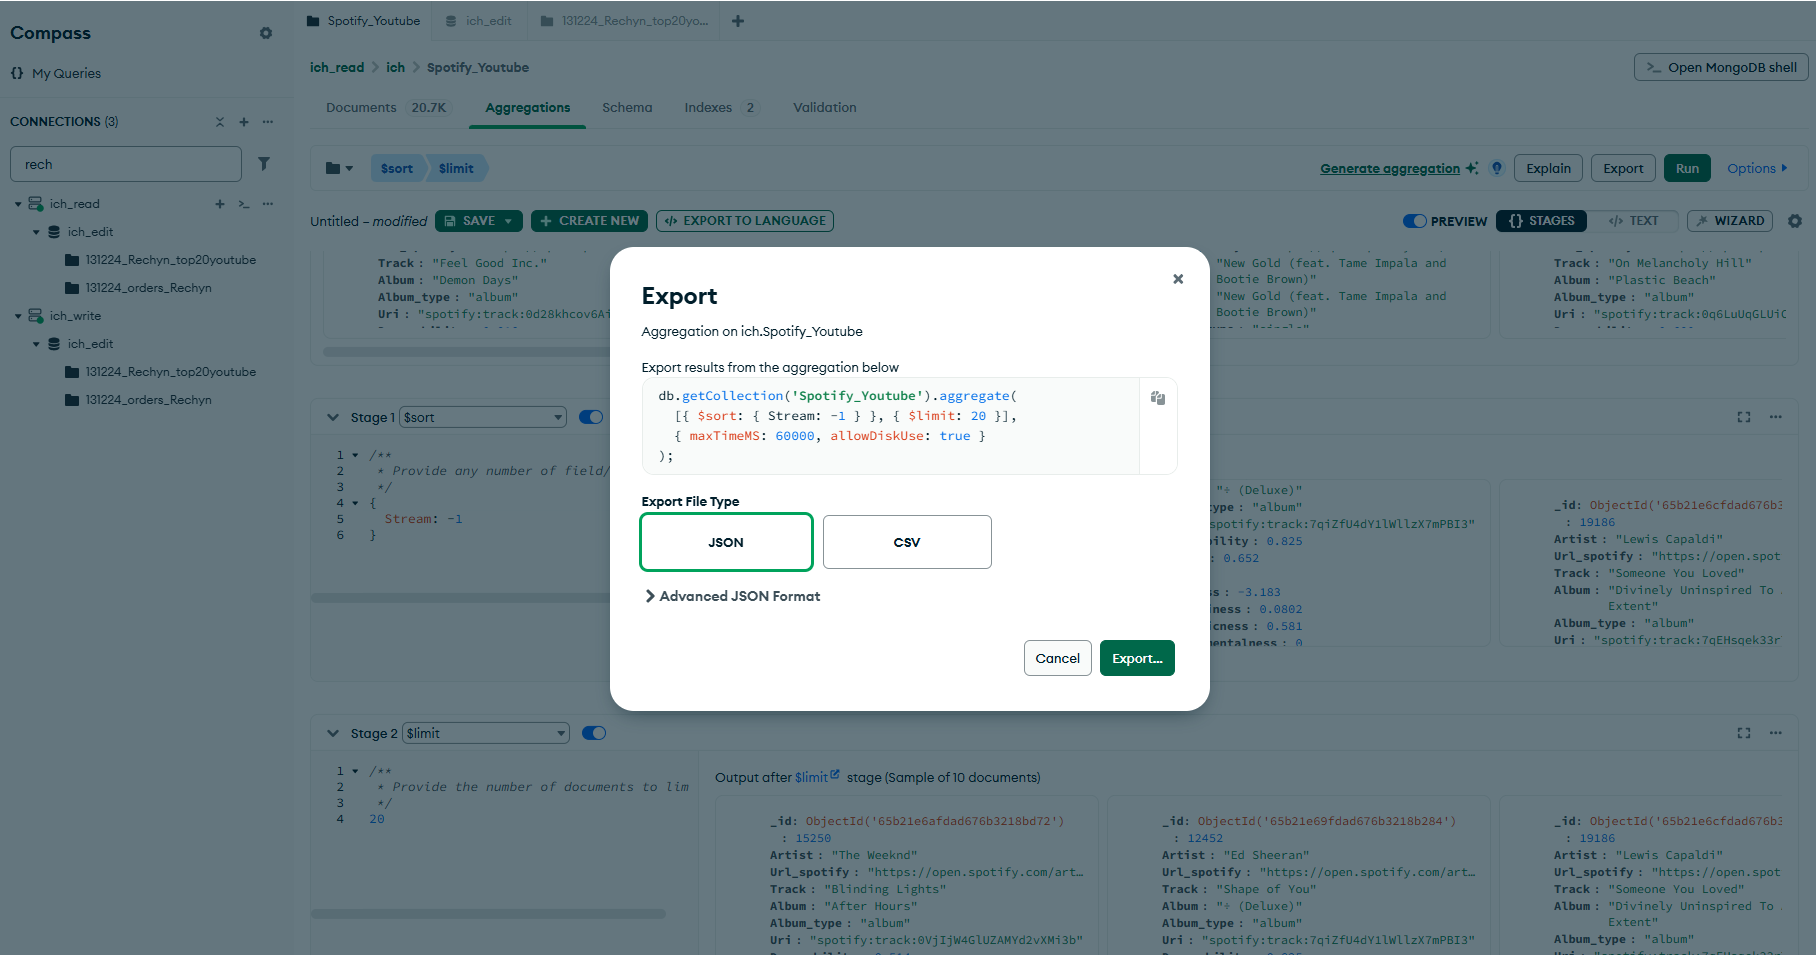 Compass
My Queries
CONNECTIONS (3)
rech
ich_read
ich_edit
131224_Rechyn_top20youtube
131224_orders_Rechyn
ich_write
ich_edit
131224_Rechyn_top20youtube
131224_orders_Rechyn
Spotify_Youtube
ich_edit
131224_Rechyn_top20yo...
ich_read > ich > Spotify_Youtube
>_ Open MongoDB shell
Documents 20.7K Aggregations Schema Indexes 2 Validation
$sort $limit
Generate aggregation Explain Export Run Options
Untitled – modified SAVE + CREATE NEW </> EXPORT TO LANGUAGE
PREVIEW {} STAGES </> TEXT WIZARD
Track : "Feel Good Inc."
Album : "Demon Days"
Album_type : "album"
Uri : "spotify:track:0d28khcov6Ai
"New Gold (feat. Tame Impala and
Bootie Brown)"
"New Gold (feat. Tame Impala and
Bootie Brown)"
Track : "On Melancholy Hill"
Album : "Plastic Beach"
Album_type : "album"
Uri : "spotify:track:0q6LuUqGLUiC
Export
Aggregation on ich.Spotify_Youtube
Export results from the aggregation below
db.getCollection('Spotify_Youtube').aggregate(
[{ $sort: { Stream: -1 } }, { $limit: 20 }],
{ maxTimeMS: 60000, allowDiskUse: true }
);
Export File Type
JSON CSV
Advanced JSON Format
Cancel Export...
Stage 1 $sort
1 /**
2 * Provide any number of field/
3 */
4 {
5 Stream: -1
6 }
"÷ (Deluxe)"
ype : "album"
spotify:track:7qiZfU4dY1lWllzX7mPBI3"
bility : 0.825
: 0.652
ss : -3.183
ness : 0.0802
cness : 0.581
entalness : 0
_id: ObjectId('65b21e6cfdad676b3
: 19186
Artist : "Lewis Capaldi"
Url_spotify : "https://open.spot
Track : "Someone You Loved"
Album : "Divinely Uninspired To
Extent"
Album_type : "album"
Uri : "spotify:track:7qEHsqek33r
Stage 2 $limit
1 /**
2 * Provide the number of documents to lim
3 */
4 20
Output after $limit stage (Sample of 10 documents)
_id: ObjectId('65b21e6afdad676b3218bd72')
: 15250
Artist : "The Weeknd"
Url_spotify : "https://open.spotify.com/art…
Track : "Blinding Lights"
Album : "After Hours"
Album_type : "album"
Uri : "spotify:track:0VjIjW4GlUZAMYd2vXMi3b"
_id: ObjectId('65b21e69fdad676b3218b284')
: 12452
Artist : "Ed Sheeran"
Url_spotify : "https://open.spotify.com/art…
Track : "Shape of You"
Album : "÷ (Deluxe)"
Album_type : "album"
Uri : "spotify:track:7qiZfU4dY1lWllzX7mPBI3"
_id: ObjectId('65b21e6cfdad676b3
: 19186
Artist : "Lewis Capaldi"
Url_spotify : "https://open.spot
Track : "Someone You Loved"
Album : "Divinely Uninspired To
Extent"
Album_type : "album"